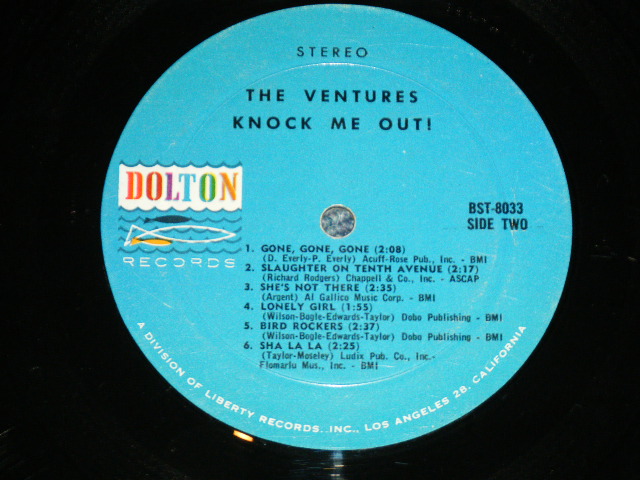 STEREO
THE VENTURES
KNOCK ME OUT!
DOLTON
RECORDS
BST-8033
SIDE TWO
1. GONE, GONE, GONE (2:08)
(D. Everly-P. Everly) Acuff-Rose Pub., Inc. - BMI
2. SLAUGHTER ON TENTH AVENUE (2:17)
(Richard Rodgers) Chappell & Co., Inc. - ASCAP
3. SHE'S NOT THERE (2:35)
(Argent) Al Gallico Music Corp. - BMI
4. LONELY GIRL (1:55)
(Wilson-Bogle-Edwards-Taylor) Dobo Publishing - BMI
5. BIRD ROCKERS (2:37)
(Wilson-Bogle-Edwards-Taylor) Dobo Publishing - BMI
6. SHA LA LA (2:25)
(Taylor-Moseley) Ludix Pub. Co., Inc.-
Flomarlu Mus., Inc. - BMI
A DIVISION OF LIBERTY RECORDS, INC., LOS ANGELES 28, CALIFORNIA